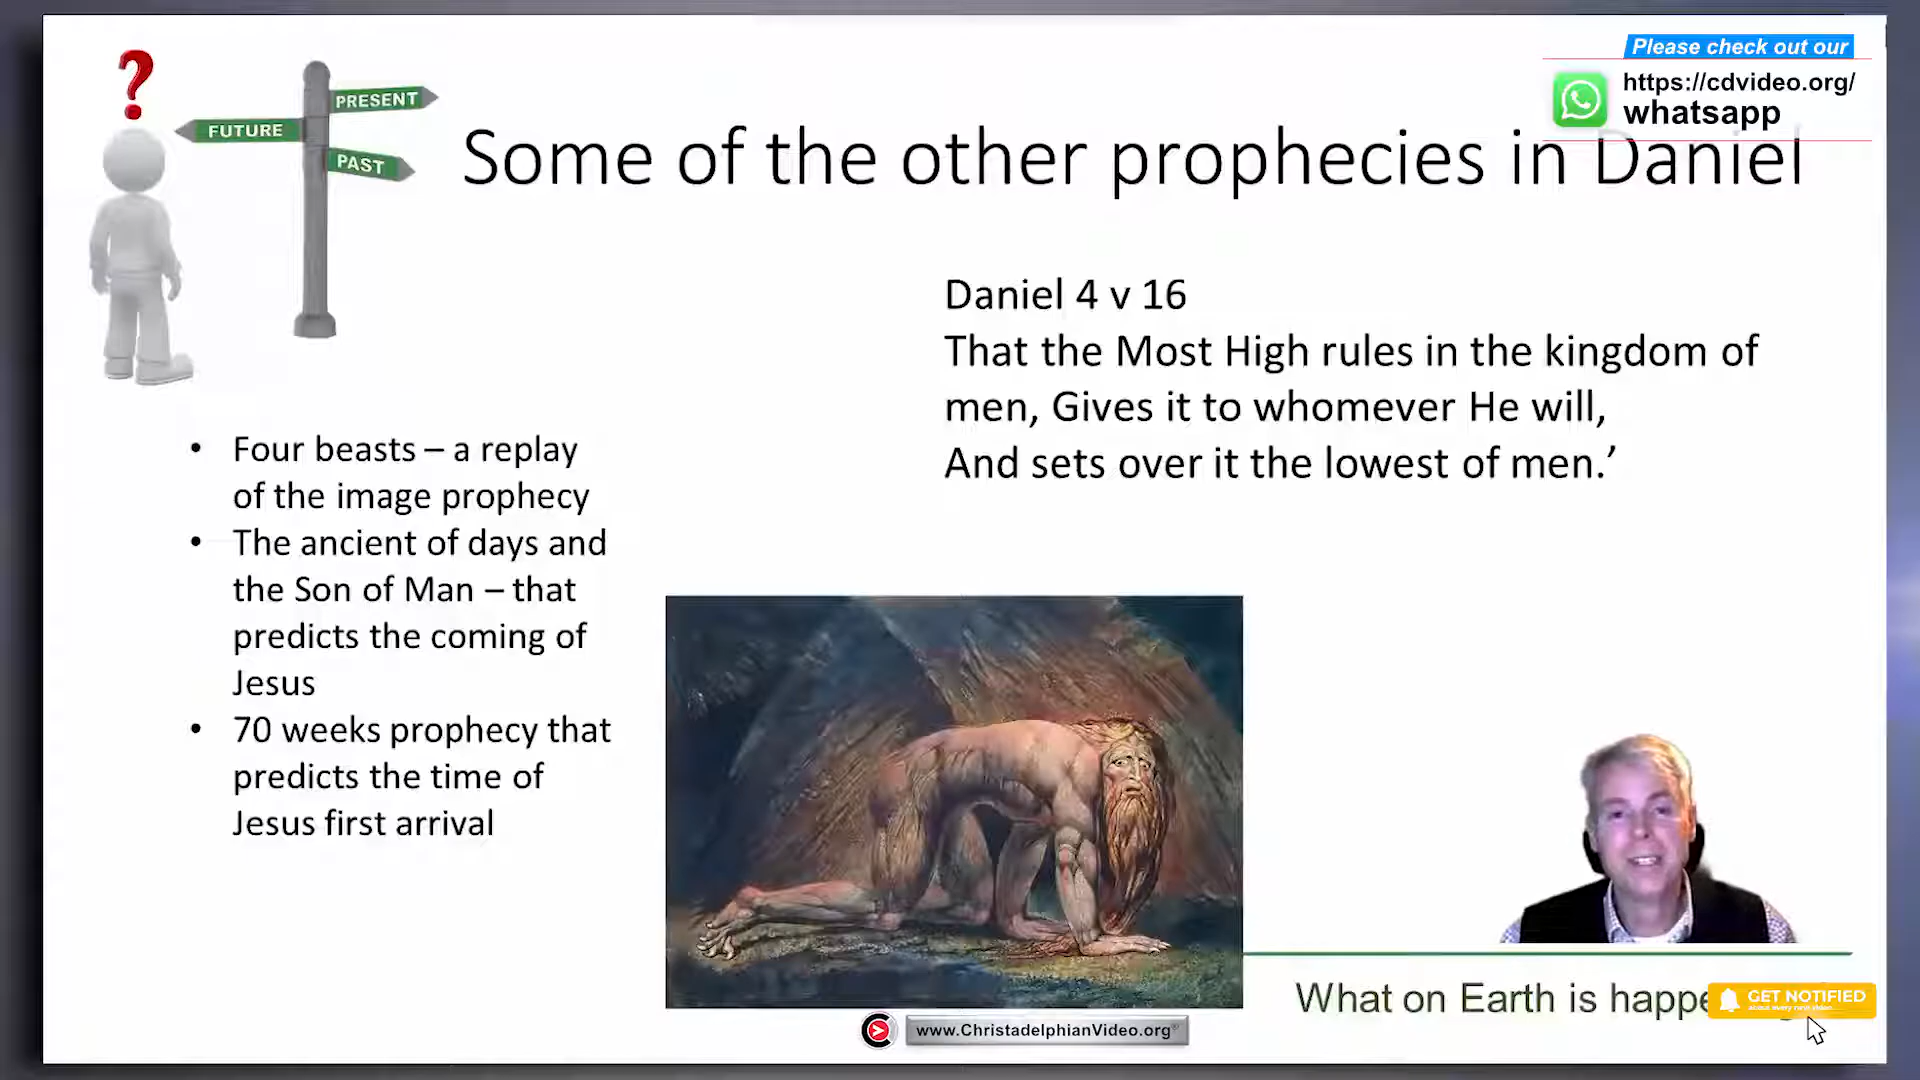 Please check out our
https://cdvideo.org/
whatsapp
PRESENT
FUTURE
PAST
Some of the other prophecies in Daniel
Daniel 4 v 16
That the Most High rules in the kingdom of
men, Gives it to whomever He will,
And sets over it the lowest of men.’
• Four beasts – a replay
of the image prophecy
• The ancient of days and
the Son of Man – that
predicts the coming of
Jesus
• 70 weeks prophecy that
predicts the time of
Jesus first arrival
What on Earth is happe
GET NOTIFIED
www.ChristadelphianVideo.org